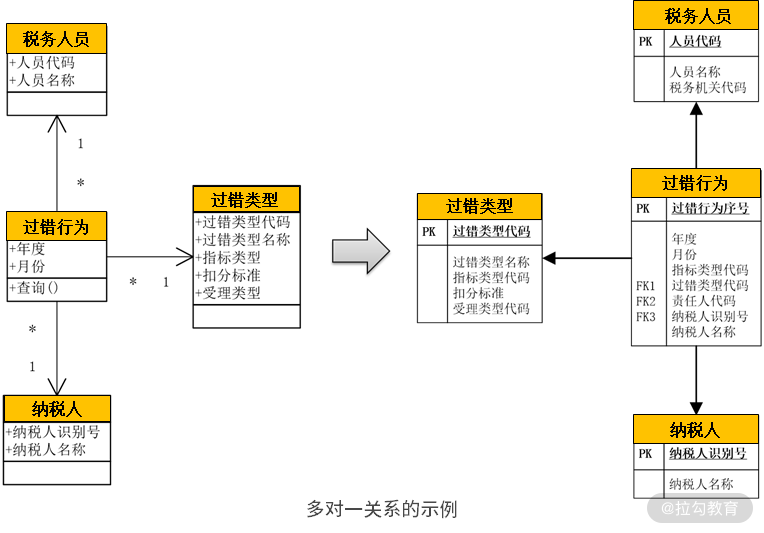 税务人员
+人员代码
+人员名称
1
*
过错行为
+年度
+月份
+查询()
*
1
*
1
过错类型
+过错类型代码
+过错类型名称
+指标类型
+扣分标准
+受理类型
纳税人
+纳税人识别号
+纳税人名称
过错类型
PK 过错类型代码
过错类型名称
指标类型代码
扣分标准
受理类型代码
税务人员
PK 人员代码
人员名称
税务机关代码
过错行为
PK 过错行为序号
年度
月份
指标类型代码
FK1 过错类型代码
FK2 责任人代码
FK3 纳税人识别号
纳税人名称
纳税人
PK 纳税人识别号
纳税人名称
@拉勾教育
多对一关系的示例